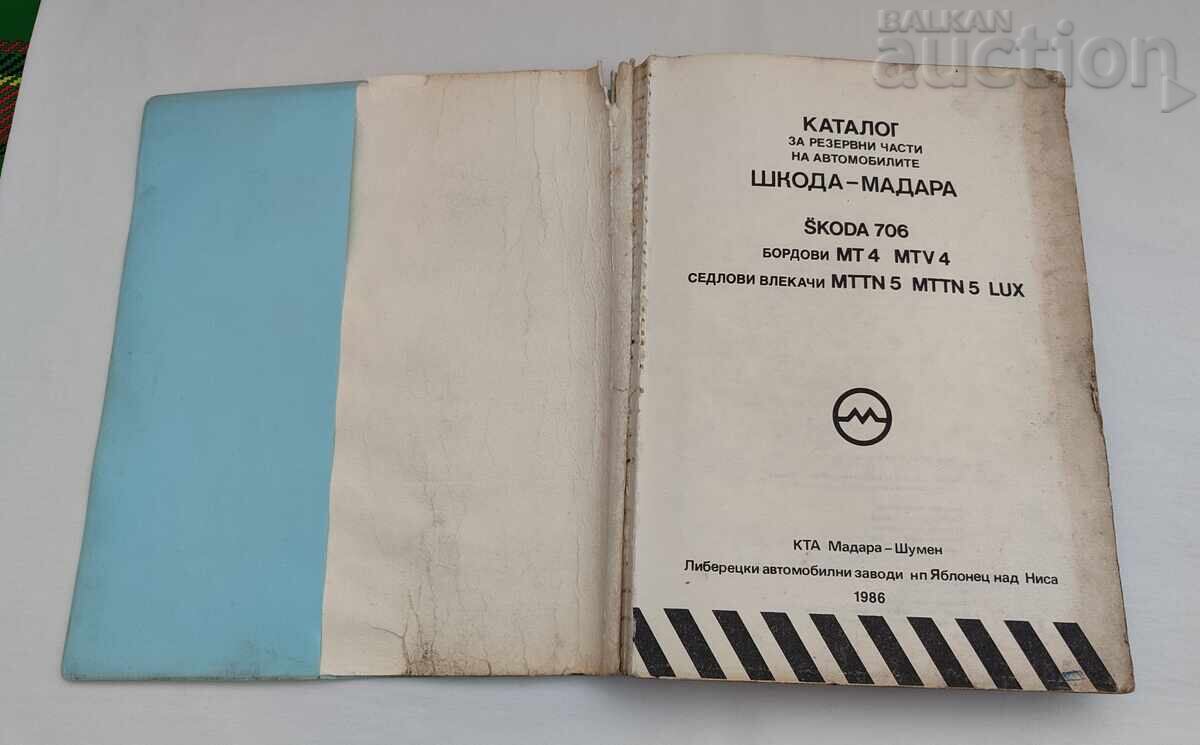 BALKAN
auction
КАТАЛОГ
ЗА РЕЗЕРВНИ ЧАСТИ
НА АВТОМОБИЛИТЕ
ШКОДА – МАДАРА
ŠKODA 706
БОРДОВИ MT 4 MTV 4
СЕДЛОВИ ВЛЕКАЧИ MTTN 5 MTTN 5 LUX
КТА Мадара – Шумен
Либерецки автомобилни заводи нп Яблонец над Ниса
1986